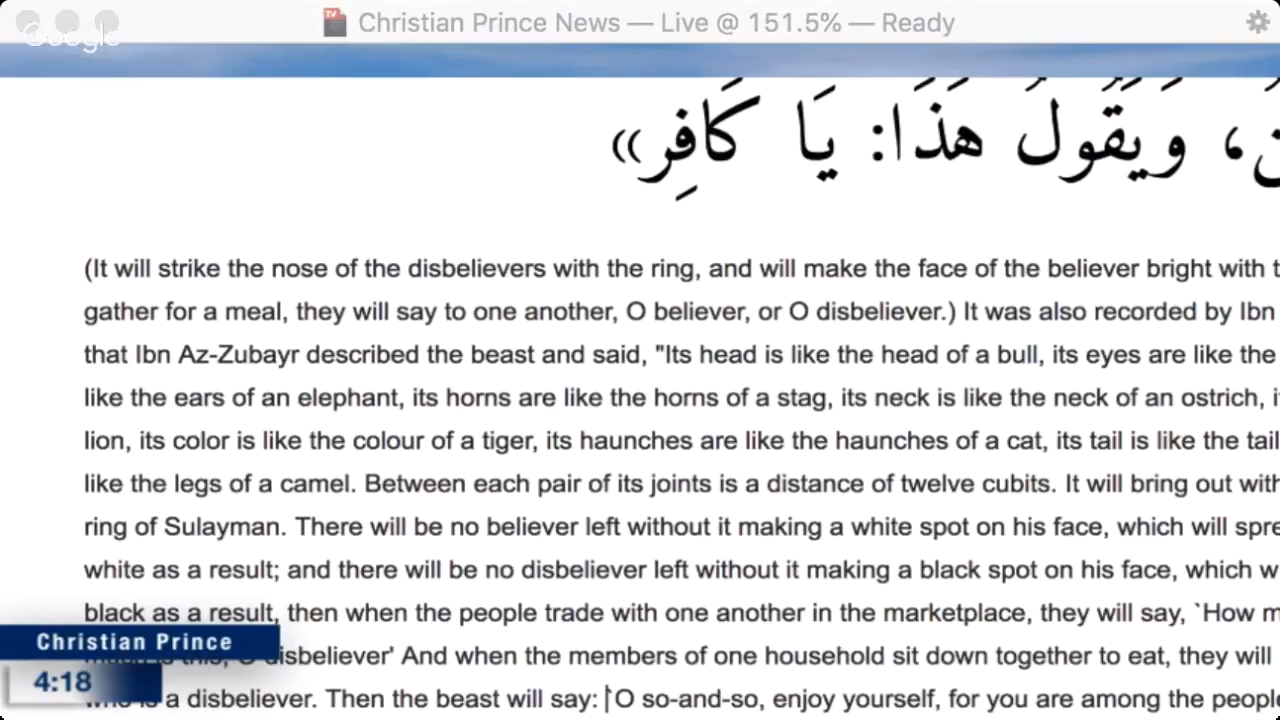 Google
Christian Prince News — Live @ 151.5% — Ready
، وَيَقُولُ هَذَا: يَا كَافِرِ»
(It will strike the nose of the disbelievers with the ring, and will make the face of the believer bright with
gather for a meal, they will say to one another, O believer, or O disbeliever.) It was also recorded by Ibn
that Ibn Az-Zubayr described the beast and said, "Its head is like the head of a bull, its eyes are like the
like the ears of an elephant, its horns are like the horns of a stag, its neck is like the neck of an ostrich,
lion, its color is like the colour of a tiger, its haunches are like the haunches of a cat, its tail is like the tail
like the legs of a camel. Between each pair of its joints is a distance of twelve cubits. It will bring out with
ring of Sulayman. There will be no believer left without it making a white spot on his face, which will spre
white as a result; and there will be no disbeliever left without it making a black spot on his face, which w
black as a result, then when the people trade with one another in the marketplace, they will say, `How m
disbeliever' And when the members of one household sit down together to eat, they will
a disbeliever. Then the beast will say: O so-and-so, enjoy yourself, for you are among the people
Christian Prince
4:18